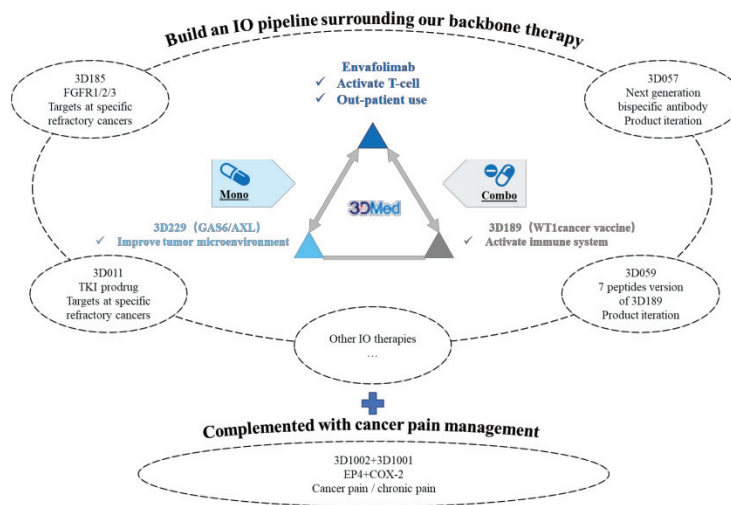 Build an IO pipeline surrounding our backbone therapy
Envafolimab
✓ Activate T-cell
✓ Out-patient use
3D185
FGFR1/2/3
Targets at specific
refractory cancers
3D057
Next generation
bispecific antibody
Product iteration
Mono
3DMed
Combo
3D229（GAS6/AXL)
✓ Improve tumor microenvironment
3D189（WT1cancer vaccine）
✓ Activate immune system
3D011
TKI prodrug
Targets at specific
refractory cancers
3D059
7 peptides version
of 3D189
Product iteration
Other IO therapies
…
Complemented with cancer pain management
3D1002+3D1001
EP4+COX-2
Cancer pain / chronic pain